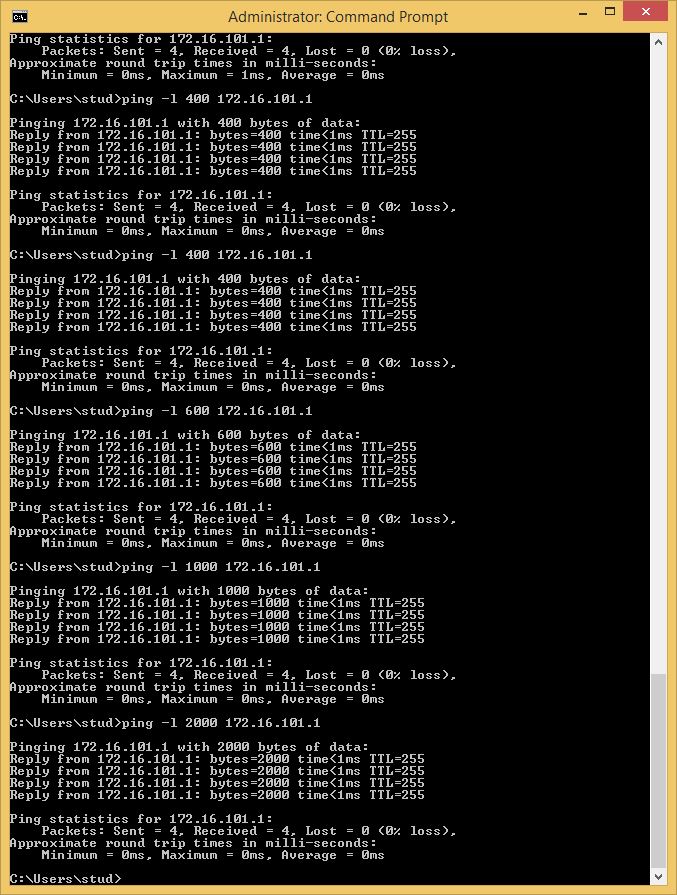 Administrator: Command Prompt
Ping statistics for 172.16.101.1:
    Packets: Sent = 4, Received = 4, Lost = 0 (0% loss),
Approximate round trip times in milli-seconds:
    Minimum = 0ms, Maximum = 1ms, Average = 0ms
C:\Users\stud>ping -l 400 172.16.101.1
Pinging 172.16.101.1 with 400 bytes of data:
Reply from 172.16.101.1: bytes=400 time<1ms TTL=255
Reply from 172.16.101.1: bytes=400 time<1ms TTL=255
Reply from 172.16.101.1: bytes=400 time<1ms TTL=255
Reply from 172.16.101.1: bytes=400 time<1ms TTL=255
Ping statistics for 172.16.101.1:
    Packets: Sent = 4, Received = 4, Lost = 0 (0% loss),
Approximate round trip times in milli-seconds:
    Minimum = 0ms, Maximum = 0ms, Average = 0ms
C:\Users\stud>ping -l 400 172.16.101.1
Pinging 172.16.101.1 with 400 bytes of data:
Reply from 172.16.101.1: bytes=400 time<1ms TTL=255
Reply from 172.16.101.1: bytes=400 time<1ms TTL=255
Reply from 172.16.101.1: bytes=400 time<1ms TTL=255
Reply from 172.16.101.1: bytes=400 time<1ms TTL=255
Ping statistics for 172.16.101.1:
    Packets: Sent = 4, Received = 4, Lost = 0 (0% loss),
Approximate round trip times in milli-seconds:
    Minimum = 0ms, Maximum = 0ms, Average = 0ms
C:\Users\stud>ping -l 600 172.16.101.1
Pinging 172.16.101.1 with 600 bytes of data:
Reply from 172.16.101.1: bytes=600 time<1ms TTL=255
Reply from 172.16.101.1: bytes=600 time<1ms TTL=255
Reply from 172.16.101.1: bytes=600 time<1ms TTL=255
Reply from 172.16.101.1: bytes=600 time<1ms TTL=255
Ping statistics for 172.16.101.1:
    Packets: Sent = 4, Received = 4, Lost = 0 (0% loss),
Approximate round trip times in milli-seconds:
    Minimum = 0ms, Maximum = 0ms, Average = 0ms
C:\Users\stud>ping -l 1000 172.16.101.1
Pinging 172.16.101.1 with 1000 bytes of data:
Reply from 172.16.101.1: bytes=1000 time<1ms TTL=255
Reply from 172.16.101.1: bytes=1000 time<1ms TTL=255
Reply from 172.16.101.1: bytes=1000 time<1ms TTL=255
Reply from 172.16.101.1: bytes=1000 time<1ms TTL=255
Ping statistics for 172.16.101.1:
    Packets: Sent = 4, Received = 4, Lost = 0 (0% loss),
Approximate round trip times in milli-seconds:
    Minimum = 0ms, Maximum = 0ms, Average = 0ms
C:\Users\stud>ping -l 2000 172.16.101.1
Pinging 172.16.101.1 with 2000 bytes of data:
Reply from 172.16.101.1: bytes=2000 time<1ms TTL=255
Reply from 172.16.101.1: bytes=2000 time<1ms TTL=255
Reply from 172.16.101.1: bytes=2000 time<1ms TTL=255
Reply from 172.16.101.1: bytes=2000 time<1ms TTL=255
Ping statistics for 172.16.101.1:
    Packets: Sent = 4, Received = 4, Lost = 0 (0% loss),
Approximate round trip times in milli-seconds:
    Minimum = 0ms, Maximum = 0ms, Average = 0ms
C:\Users\stud>